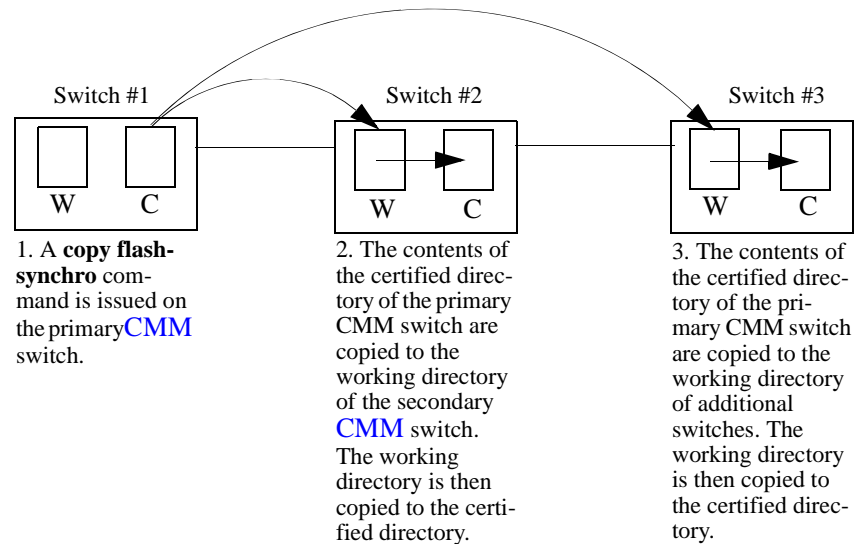 Switch #1
Switch #2
Switch #3
W
C
W
C
W
C
1. A copy flash-
synchro com-
mand is issued on
the primary CMM
switch.
2. The contents of
the certified direc-
tory of the primary
CMM switch are
copied to the
working directory
of the secondary
CMM switch.
The working
directory is then
copied to the certi-
fied directory.
3. The contents of
the certified direc-
tory of the pri-
mary CMM switch
are copied to the
working directory
of additional
switches. The
working directory
is then copied to
the certified direc-
tory.